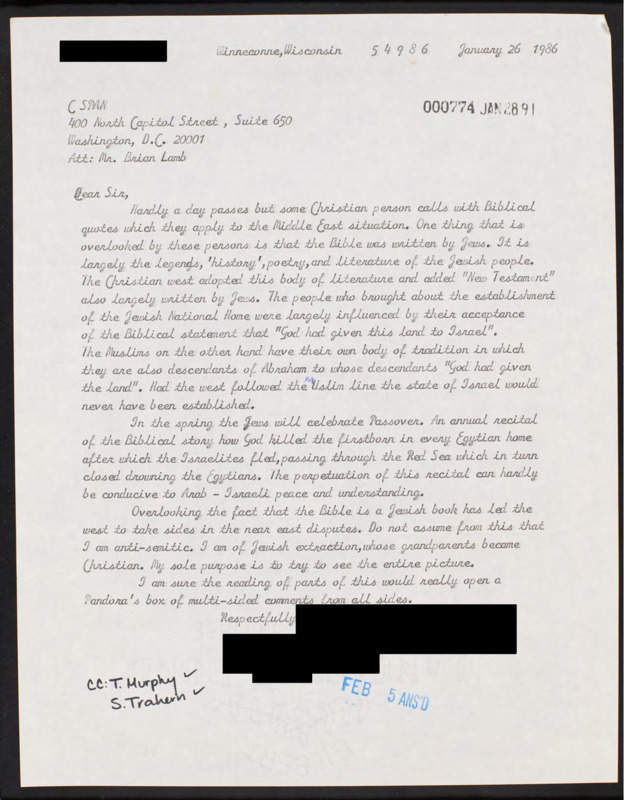 Winneconne,Wisconsin 54986 January 26 1986
C SPAN
000774 JAN 28 91
400 North Capitol Street , Suite 650
Washington, D.C. 20001
Att: Mr. Brian Lamb
Dear Sir,
Hardly a day passes but some Christian person calls with Biblical
quotes which they apply to the Middle East situation. One thing that is
overlooked by these persons is that the Bible was written by Jews. It is
largely the legends, 'history',poetry,and literature of the Jewish people.
The Christian west adopted this body of literature and added "New Testament"
also largely written by Jews. The people who brought about the establishment
of the Jewish National Home were largely influenced by their acceptance
of the Biblical statement that "God had given this land to Israel".
The Muslims on the other hand have their own body of tradition in which
they are also descendants of Abraham to whose descendants "God had given
the land". Had the west followed the Muslim line the state of Israel would
never have been established.
In the spring the Jews will celebrate Passover. An annual recital
of the Biblical story how God killed the firstborn in every Egytian home
after which the Israelites fled,passing through the Red Sea which in turn
closed drowning the Egytians. The perpetuation of this recital can hardly
be conducive to Arab - Israeli peace and understanding.
Overlooking the fact that the Bible is a Jewish book has led the
west to take sides in the near east disputes. Do not assume from this that
I am anti-semitic. I am of Jewish extraction,whose grandparents became
Christian. My sole purpose is to try to see the entire picture.
I am sure the reading of parts of this would really open a
Pandora's box of multi-sided comments from all sides.
Respectfully
CC: T. Murphy ✓
S. Trahern ✓
FEB 5 ANS'D